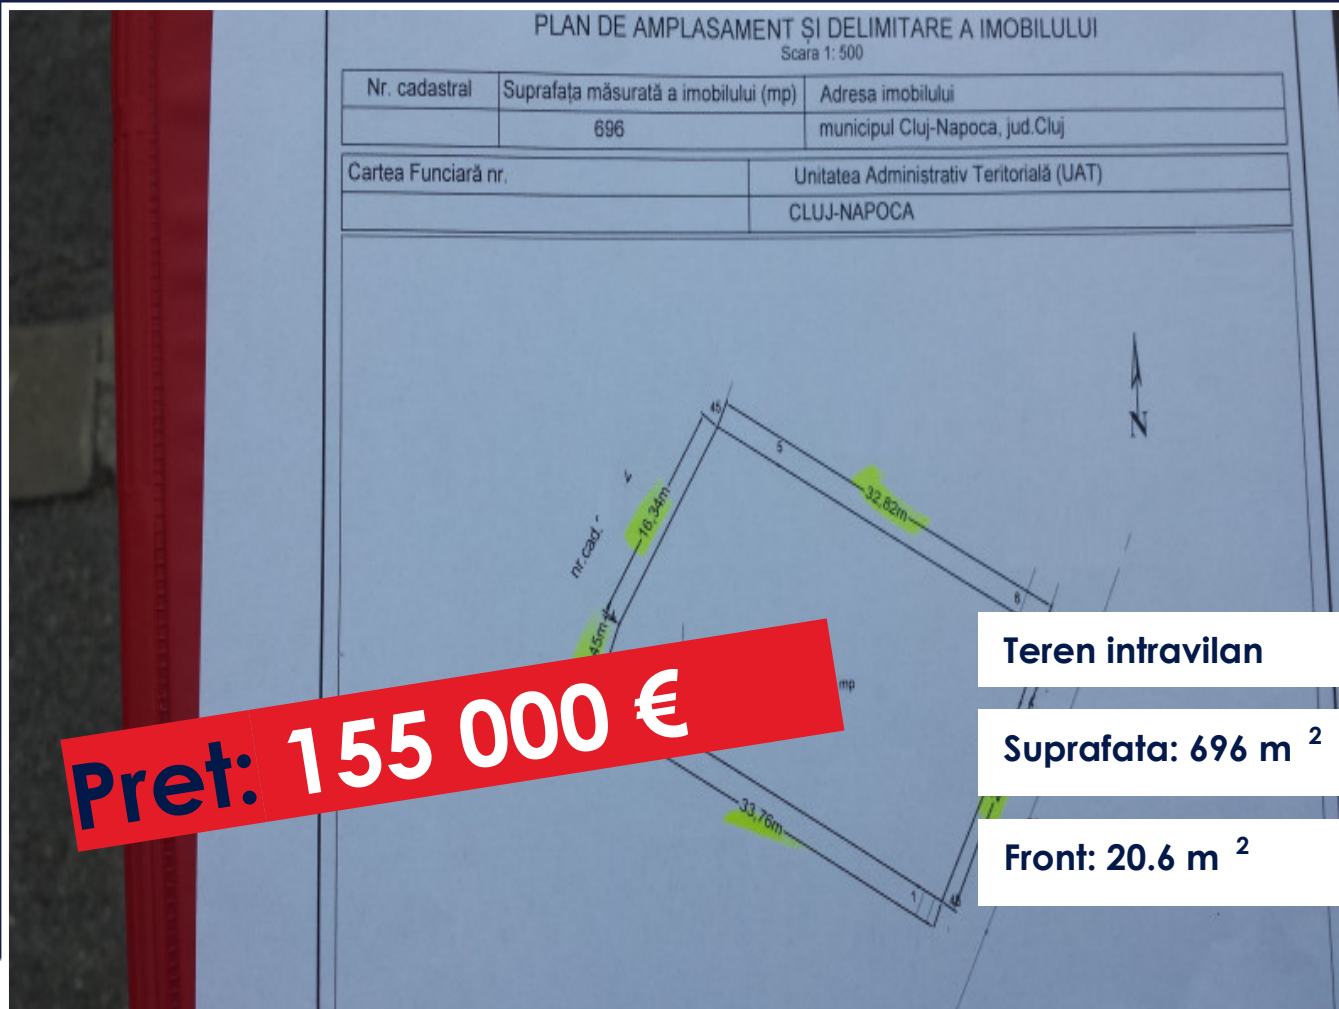 PLAN DE AMPLASAMENT ȘI DELIMITARE A IMOBILULUI
Scara 1: 500
Nr. cadastral
Suprafața măsurată a imobilului (mp)
Adresa imobilului
696
municipul Cluj-Napoca, jud.Cluj
Cartea Funciară nr.
Unitatea Administrativ Teritorială (UAT)
CLUJ-NAPOCA
N
45
5
32,82m
16,34m
nr.cad.
6
45m
mp
Teren intravilan
Pret: 155 000 €
Suprafata: 696 m 2
33,76m
Front: 20.6 m 2
1